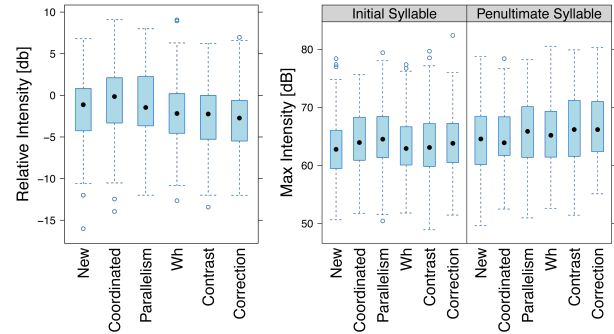 Relative Intensity [db]
10
5
0
−5
−10
−15
New
Coordinated
Parallelism
Wh
Contrast
Correction
Max Intensity [dB]
Initial Syllable
Penultimate Syllable
80
70
60
50
New
Coordinated
Parallelism
Wh
Contrast
Correction
New
Coordinated
Parallelism
Wh
Contrast
Correction